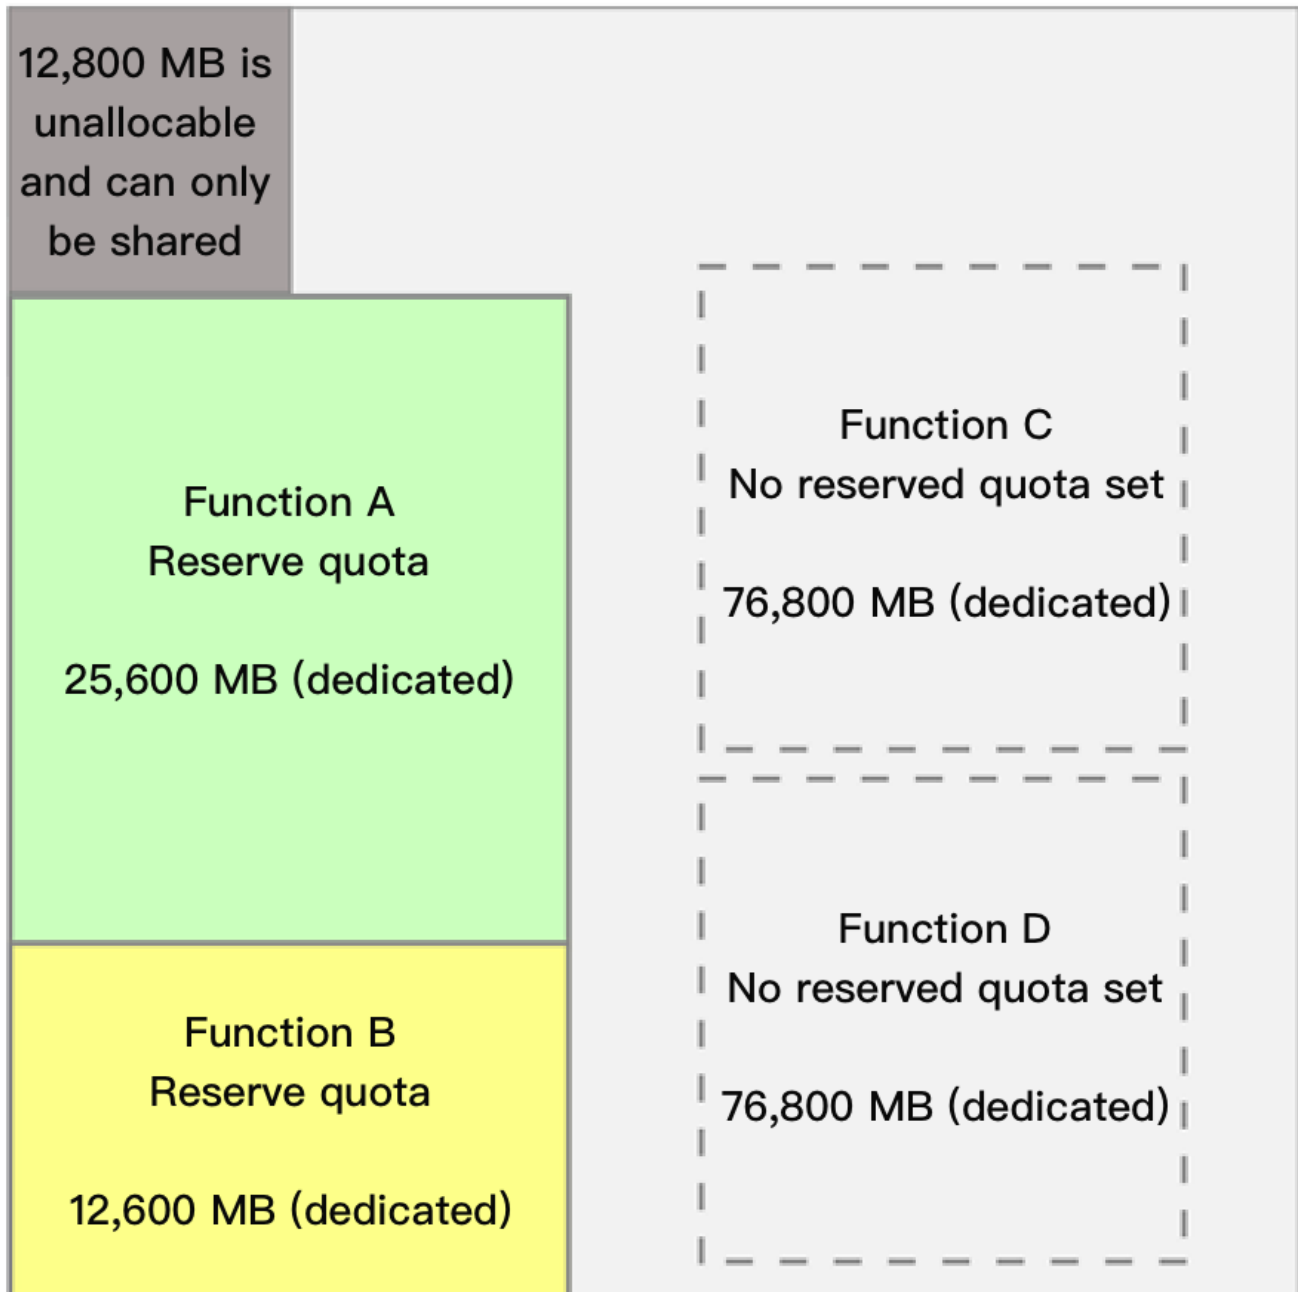 12,800 MB is
unallocable
and can only
be shared
Function A
Reserve quota
25,600 MB (dedicated)
Function B
Reserve quota
12,600 MB (dedicated)
Function C
No reserved quota set
76,800 MB (dedicated)
Function D
No reserved quota set
76,800 MB (dedicated)